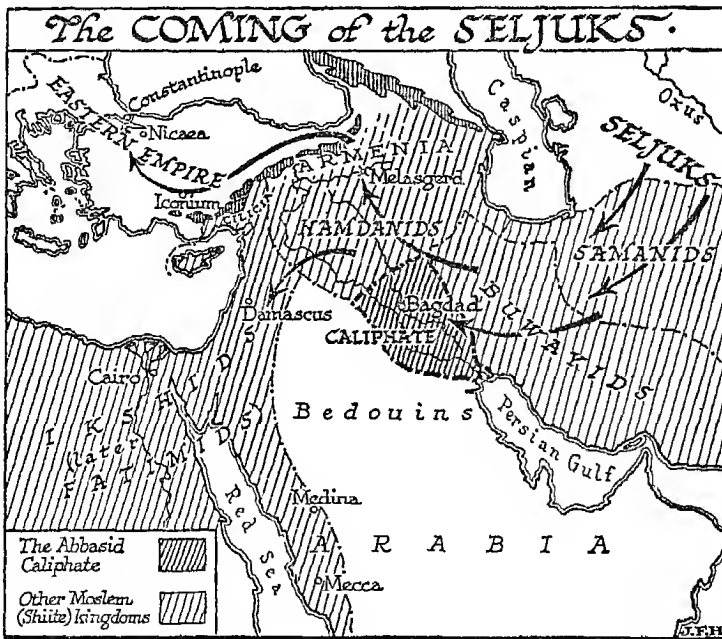 The COMING of the SELJUKS.
Constantinople
Nicaea
EASTERN EMPIRE
Iconium
CILICIA
ARMENIA
Melasgerd
Caspian
Oxus
SELJUKS
HAMDANIDS
SAMANIDS
Bagdad
CALIPHATE
BUWAYIDS
Damascus
Cairo
IKSHIDS
(later
FATIMIDS)
Bedouins
Persian Gulf
Red Sea
Medina
Mecca
ARABIA
The Abbasid
Caliphate
Other Moslem
(Shiite) kingdoms
J.F.H.